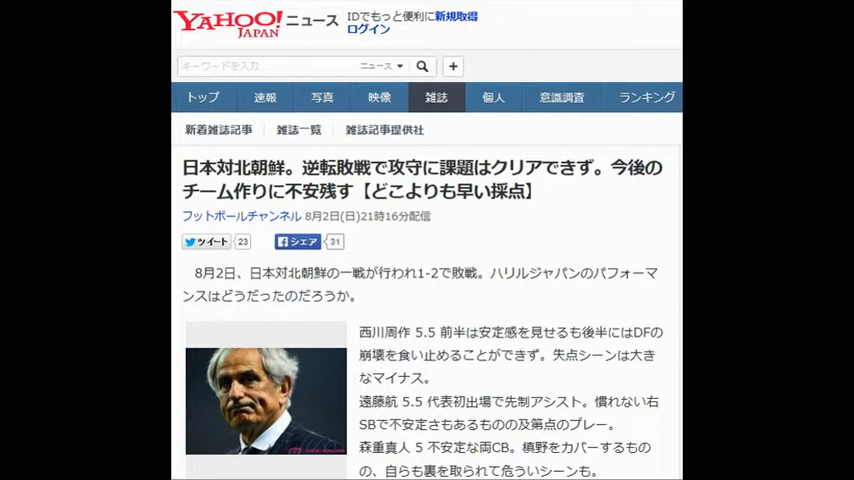 YAHOO! ニュース
JAPAN
IDでもっと便利に新規取得
ログイン
キーワードを入力 ニュース
トップ 速報 写真 映像 雑誌 個人 意識調査 ランキング
新着雑誌記事 雑誌一覧 雑誌記事提供社
日本対北朝鮮。逆転敗戦で攻守に課題はクリアできず。今後の
チーム作りに不安残す【どこよりも早い採点】
フットボールチャンネル 8月2日(日)21時16分配信
ツイート 23 シェア 31
8月2日、日本対北朝鮮の一戦が行われ1-2で敗戦。ハリルジャパンのパフォーマ
ンスはどうだったのだろうか。
西川周作 5.5 前半は安定感を見せるも後半にはDFの
崩壊を食い止めることができず。失点シーンは大き
なマイナス。
遠藤航 5.5 代表初出場で先制アシスト。慣れない右
SBで不安定さもあるものの及第点のプレー。
森重真人 5 不安定な両CB。槙野をカバーするもの
の、自らも裏を取られて危ういシーンも。